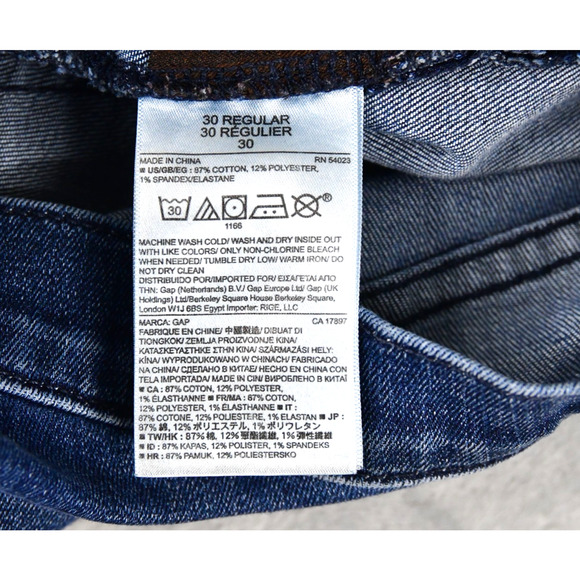 30 REGULAR
30 RÉGULIER
30
MADE IN CHINA RN 54023
■ US/GB/EG : 87% COTTON, 12% POLYESTER,
1% SPANDEX/ELASTANE
30 ®
1166
MACHINE WASH COLD/ WASH AND DRY INSIDE OUT
WITH LIKE COLORS/ ONLY NON-CHLORINE BLEACH
WHEN NEEDED/ TUMBLE DRY LOW/ WARM IRON/ DO
NOT DRY CLEAN
DISTRIBUIDO POR/IMPORTED FOR/ ΕΙΣΑΓΕΤΑΙ ΑΠΟ
ΤΗΝ: Gap (Netherlands) B.V./ Gap Europe Ltd/ Gap (UK
Holdings) Ltd/Berkeley Square House Berkeley Square,
London W1J 6BS Egypt Importer: RIGE, LLC
MARCA: GAP CA 17897
FABRIQUÉ EN CHINE/ 中國製造/ DIBUAT DI
TIONGKOK/ ZEMLJA PROIZVODNJE KINA/
ΚΑΤΑΣΚΕΥΑΣΤΗΚΕ ΣΤΗΝ ΚΙΝΑ/ SZÁRMAZÁSI HELY:
KÍNA/ WYPRODUKOWANO W CHINACH/ FABRICADO
NA CHINA/ СДЕЛАНО В КИТАЕ/ HECHO EN CHINA/
TELA IMPORTADA/ MADE IN CIN/ ВИРОБЛЕНО В КИТАЇ
■ CA : 87% COTON, 12% POLYESTER,
1% ÉLASTHANNE ■ FR/MA: 87% COTON, 12%
POLYESTER, 1% ÉLASTHANNE ■ IT :
87% COTONE, 12% POLIESTERE, 1% ELASTAN ■ JP :
87% 綿, 12% ポリエステル, 1% ポリウレタン
■ TW/HK : 87% 棉, 12% 聚酯纖維, 1% 彈性纖維 ■
ID : 87% KAPAS, 12% POLISTER, 1% SPANDEKS
■ HR : 87% PAMUK, 12% POLIESTER,